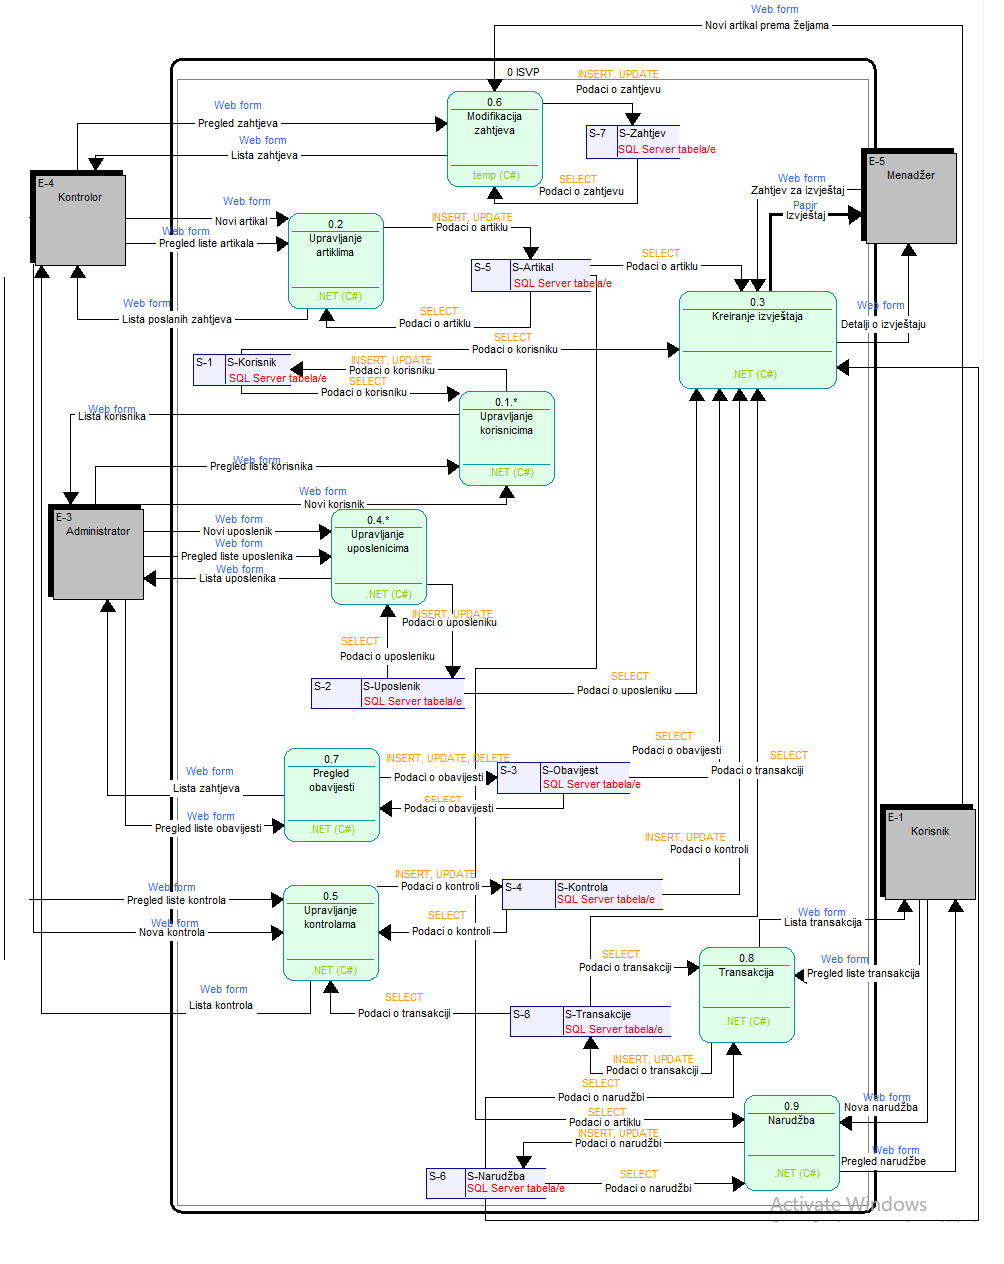 Web form
Novi artikal prema željama
0 ISVP
INSERT, UPDATE
Podaci o zahtjevu
0.6
Modifikacija
zahtjeva
temp (C#)
Web form
Pregled zahtjeva
Web form
Lista zahtjeva
S-7
S-Zahtjev
SQL Server tabela/e
SELECT
Podaci o zahtjevu
E-4
Kontrolor
E-5
Menadžer
Web form
Zahtjev za izvještaj
Papir
Izvještaj
Web form
Novi artikal
Web form
Pregled liste artikala
0.2
Upravljanje
artiklima
.NET (C#)
INSERT, UPDATE
Podaci o artiklu
S-5
S-Artikal
SQL Server tabela/e
SELECT
Podaci o artiklu
Web form
Lista poslanih zahtjeva
SELECT
Podaci o artiklu
0.3
Kreiranje izvještaja
.NET (C#)
Web form
Detalji o izvještaju
SELECT
Podaci o korisniku
S-1
S-Korisnik
SQL Server tabela/e
INSERT, UPDATE
Podaci o korisniku
SELECT
Podaci o korisniku
0.1.*
Upravljanje
korisnicima
.NET (C#)
Web form
Lista korisnika
Web form
Pregled liste korisnika
Web form
Novi korisnik
E-3
Administrator
Web form
Novi uposlenik
Web form
Pregled liste uposlenika
Web form
Lista uposlenika
0.4.*
Upravljanje
uposlenicima
.NET (C#)
INSERT, UPDATE
Podaci o uposleniku
SELECT
Podaci o uposleniku
S-2
S-Uposlenik
SQL Server tabela/e
SELECT
Podaci o uposleniku
0.7
Pregled
obavijesti
.NET (C#)
Web form
Lista zahtjeva
Web form
Pregled liste obavijesti
INSERT, UPDATE, DELETE
Podaci o obavijesti
S-3
S-Obavijest
SQL Server tabela/e
SELECT
Podaci o obavijesti
SELECT
Podaci o obavijesti
SELECT
Podaci o transakciji
E-1
Korisnik
INSERT, UPDATE
Podaci o kontroli
0.5
Upravljanje
kontrolama
.NET (C#)
Web form
Pregled liste kontrola
Web form
Nova kontrola
INSERT, UPDATE
Podaci o kontroli
S-4
S-Kontrola
SQL Server tabela/e
SELECT
Podaci o kontroli
Web form
Lista kontrola
SELECT
Podaci o transakciji
Web form
Lista transakcija
0.8
Transakcija
.NET (C#)
Web form
Pregled liste transakcija
SELECT
Podaci o transakciji
S-8
S-Transakcije
SQL Server tabela/e
INSERT, UPDATE
Podaci o transakciji
SELECT
Podaci o narudžbi
SELECT
Podaci o artiklu
INSERT, UPDATE
Podaci o narudžbi
0.9
Narudžba
.NET (C#)
Web form
Nova narudžba
Web form
Pregled narudžbe
S-6
S-Narudžba
SQL Server tabela/e
SELECT
Podaci o narudžbi
Activate Windows